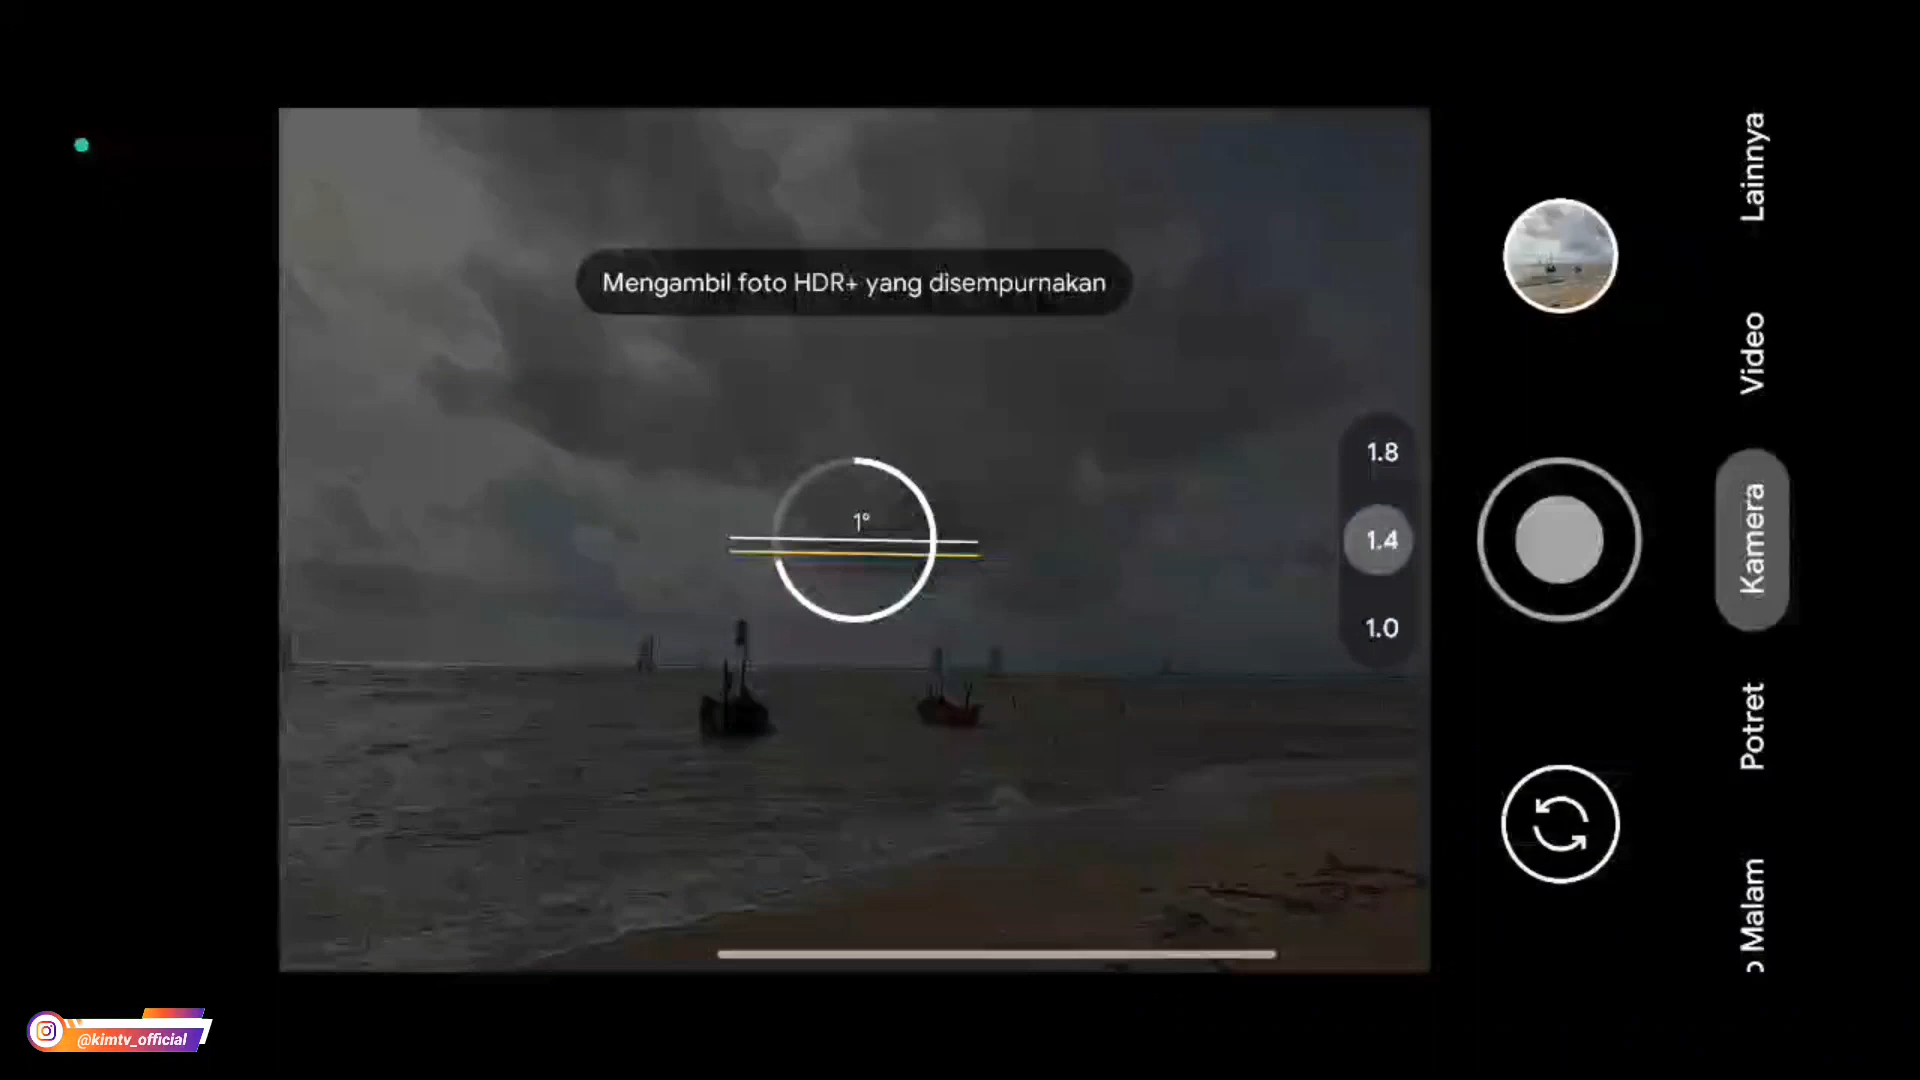 Mengambil foto HDR+ yang disempurnakan
1°
1.8
1.4
1.0
Lainnya
Video
Kamera
Potret
Malam
@kimtv_official